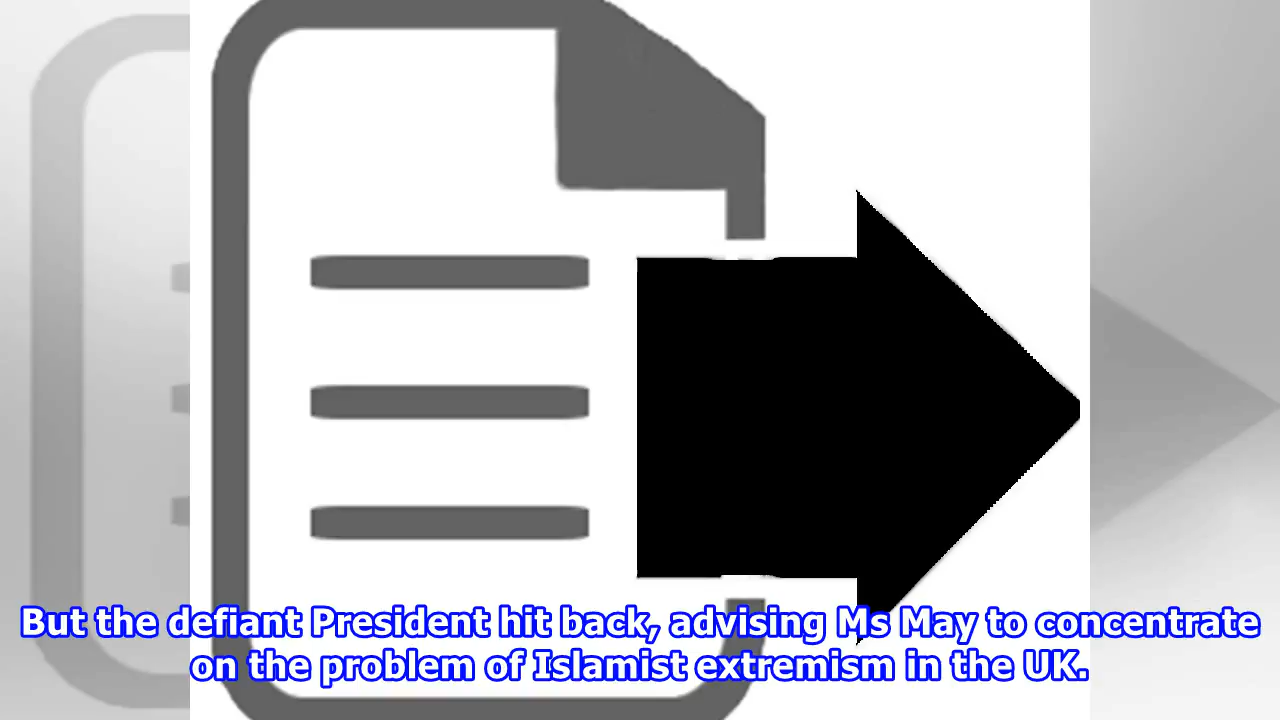 But the defiant President hit back, advising Ms May to concentrate
on the problem of Islamist extremism in the UK.